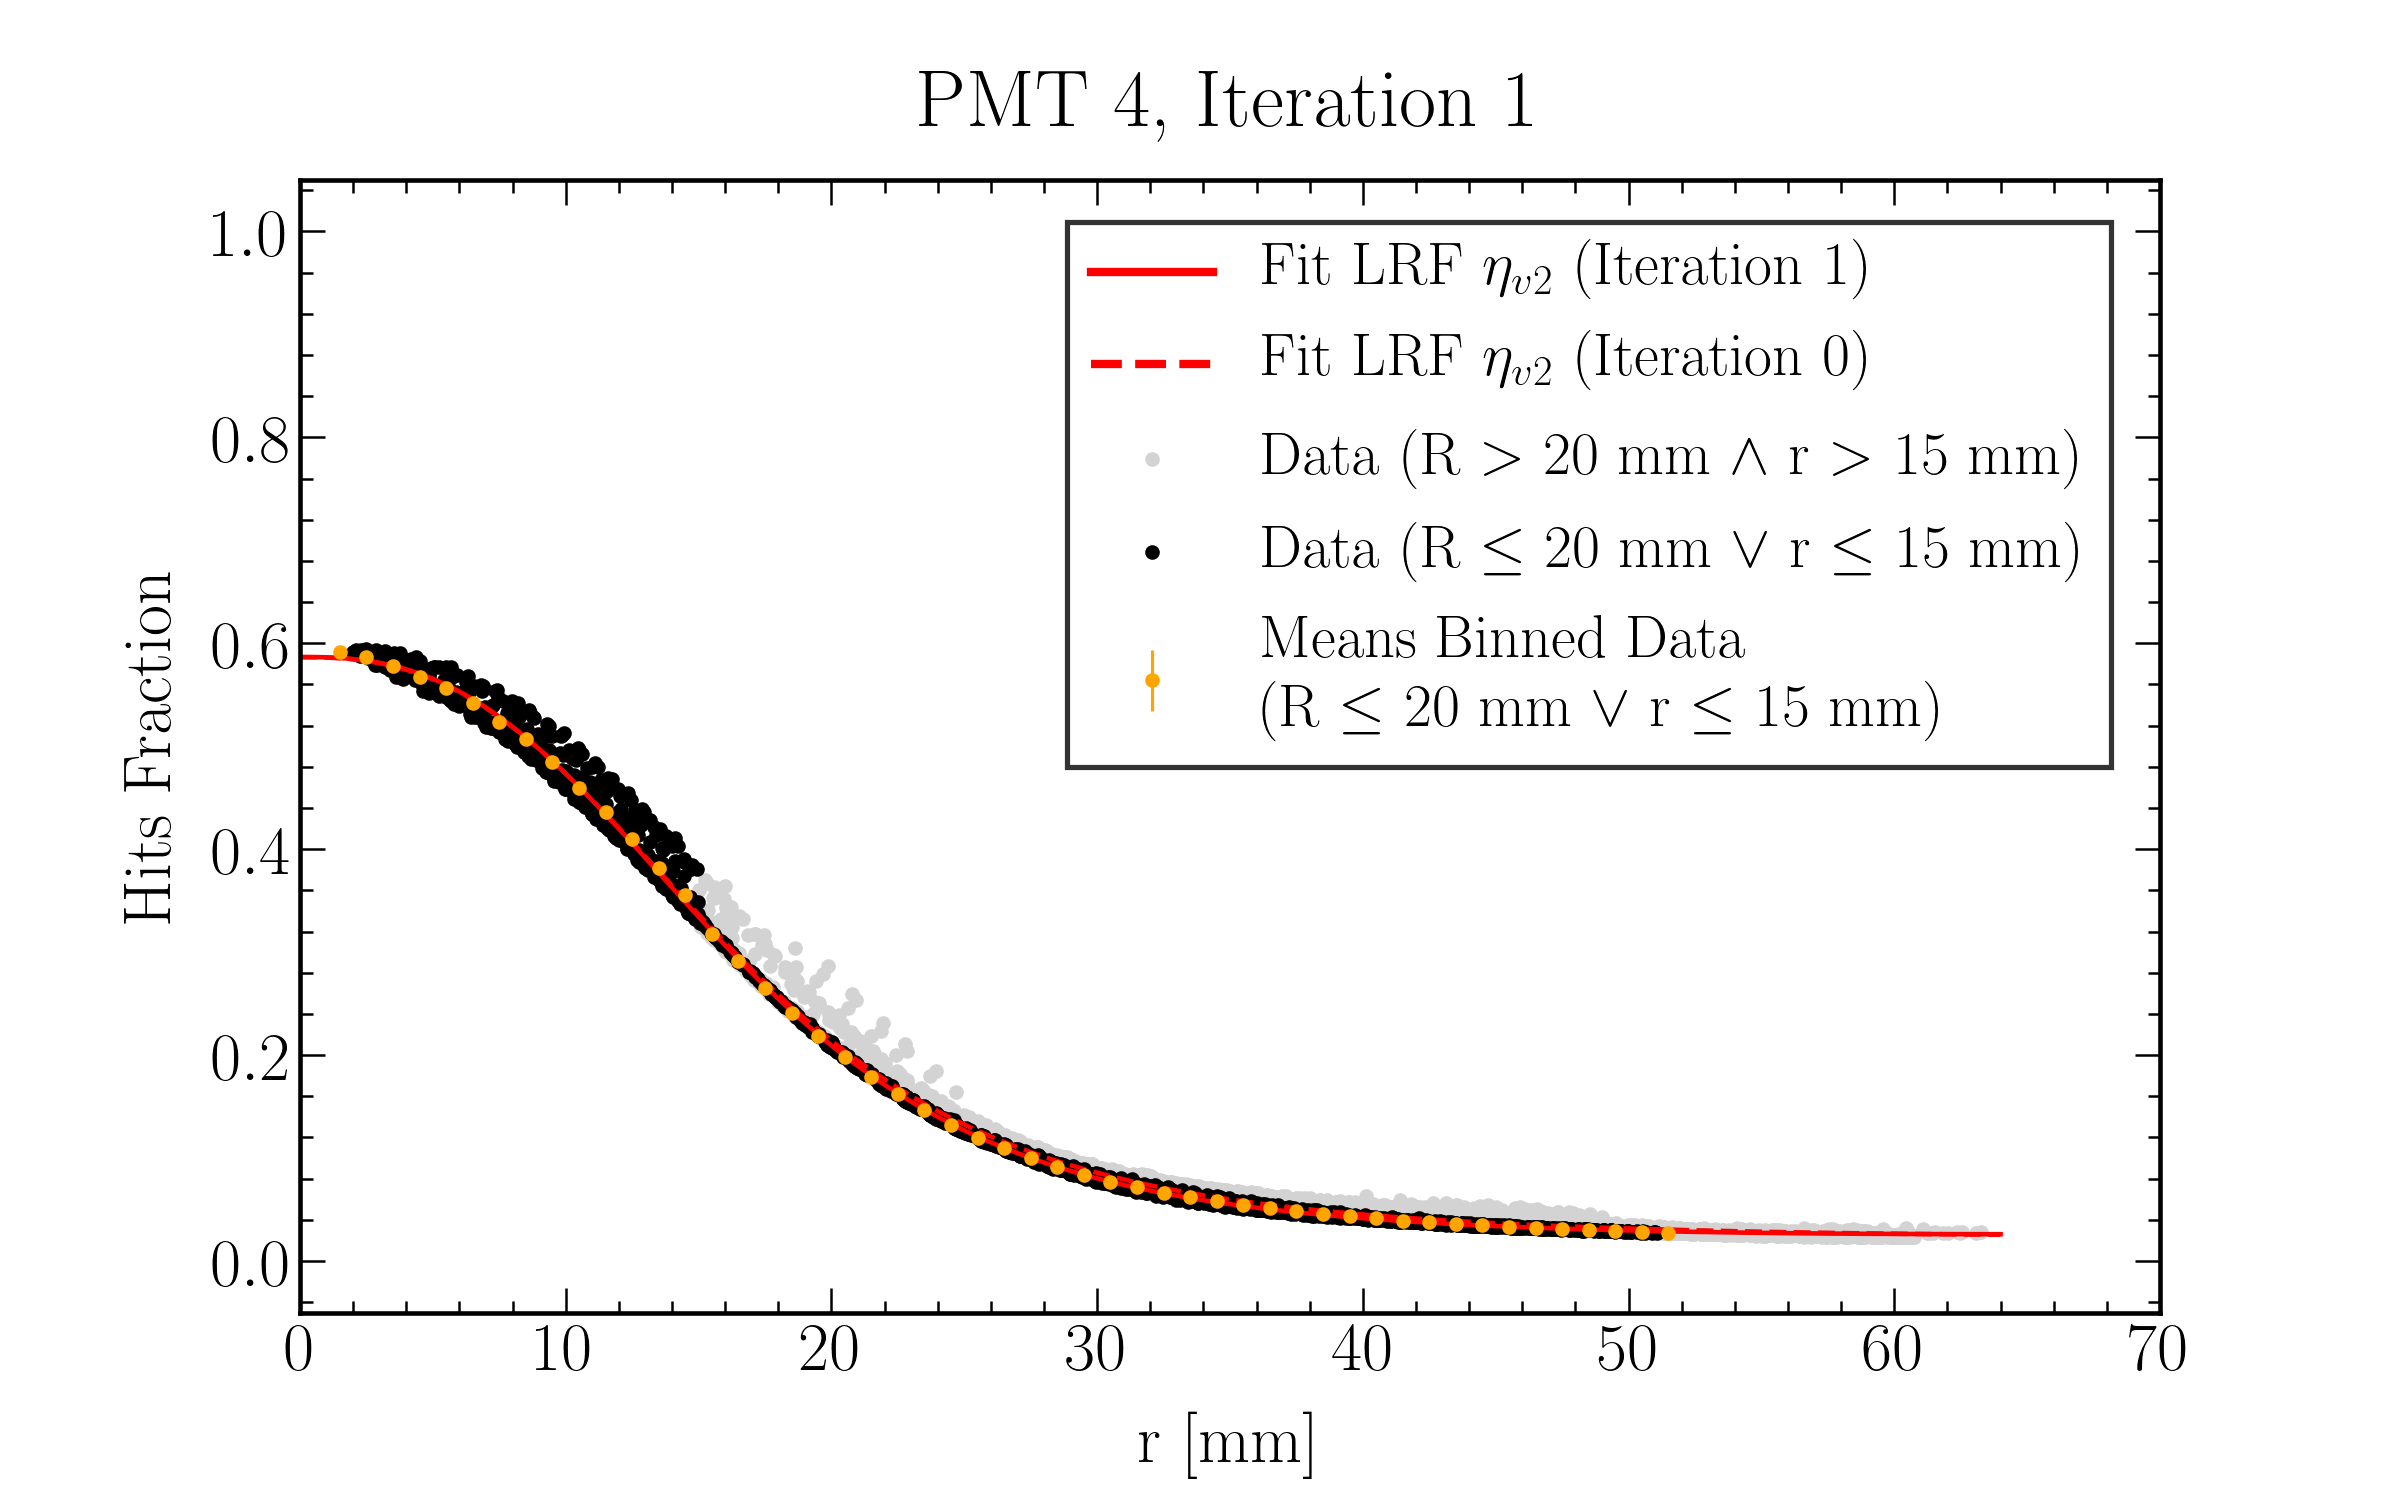 PMT 4, Iteration 1
Fit LRF ηv2 (Iteration 1)
Fit LRF ηv2 (Iteration 0)
Data (R > 20 mm ∧ r > 15 mm)
Data (R ≤ 20 mm ∨ r ≤ 15 mm)
Means Binned Data
(R ≤ 20 mm ∨ r ≤ 15 mm)
Hits Fraction
1.0
0.8
0.6
0.4
0.2
0.0
0 10 20 30 40 50 60 70
r [mm]